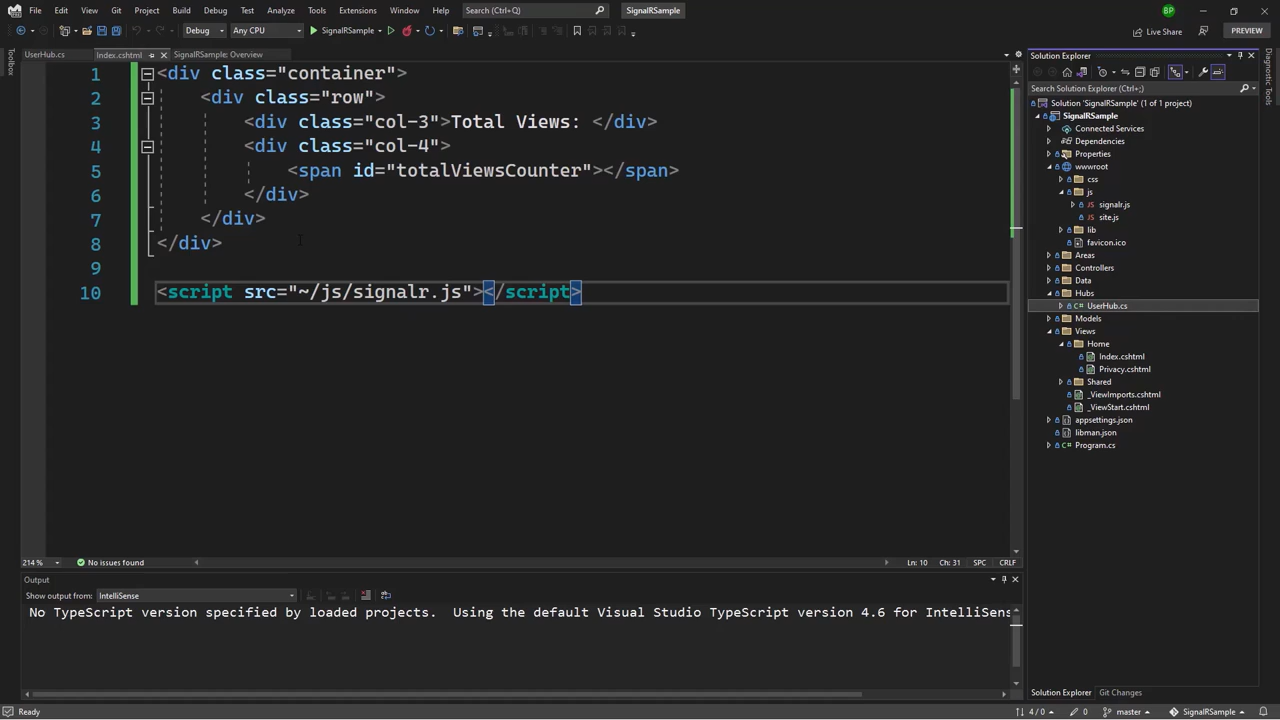 File Edit View Git Project Build Debug Test Analyze Tools Extensions Window Help Search (Ctrl+Q) SignalRSample BP
Debug Any CPU SignalRSample Live Share PREVIEW
UserHub.cs Index.cshtml SignalRSample: Overview
Toolbox
1 <div class="container">
2 <div class="row">
3 <div class="col-3">Total Views: </div>
4 <div class="col-4">
5 <span id="totalViewsCounter"></span>
6 </div>
7 </div>
8 </div>
9
10 <script src="~/js/signalr.js"></script>
214 % No issues found Ln: 10 Ch: 31 SPC CRLF
Output
Show output from: IntelliSense
No TypeScript version specified by loaded projects. Using the default Visual Studio TypeScript version 4.6 for IntelliSens
Solution Explorer
Search Solution Explorer (Ctrl+;)
Solution 'SignalRSample' (1 of 1 project)
SignalRSample
Connected Services
Dependencies
Properties
wwwroot
css
js
signalr.js
site.js
lib
favicon.ico
Areas
Controllers
Data
Hubs
UserHub.cs
Models
Views
Home
Index.cshtml
Privacy.cshtml
Shared
_ViewImports.cshtml
_ViewStart.cshtml
appsettings.json
libman.json
Program.cs
Solution Explorer Git Changes
Diagnostic Tools
Ready 4 / 0 0 master SignalRSample